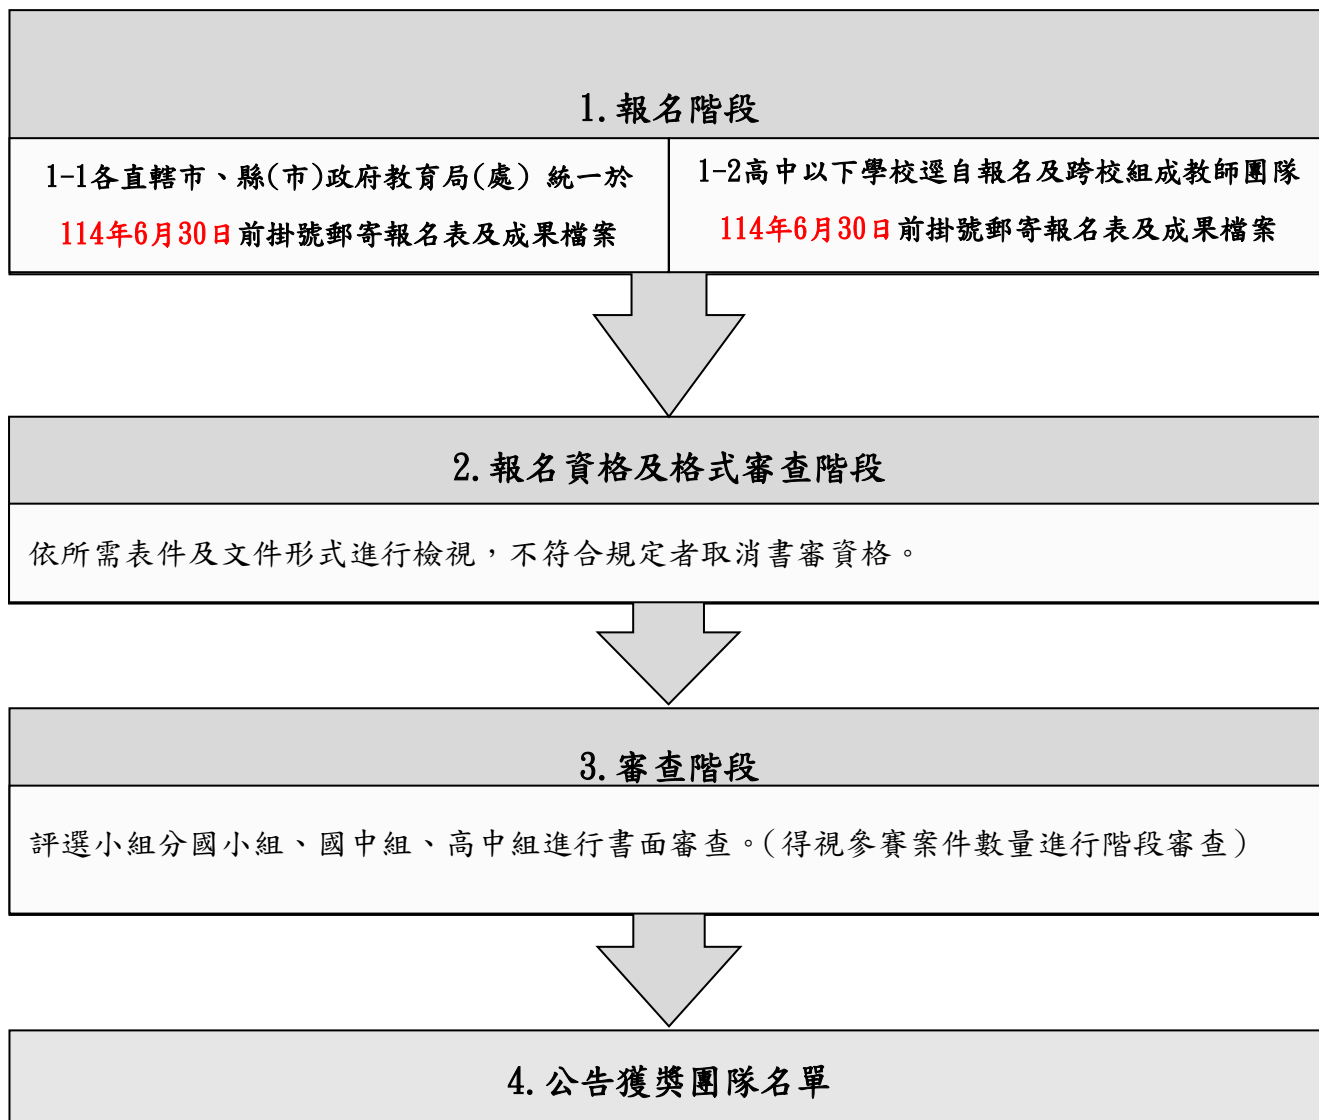 1.報名階段
1-1各直轄市、縣(市)政府教育局(處) 統一於
114年6月30日前掛號郵寄報名表及成果檔案
1-2高中以下學校逕自報名及跨校組成教師團隊
114年6月30日前掛號郵寄報名表及成果檔案
2.報名資格及格式審查階段
依所需表件及文件形式進行檢視，不符合規定者取消書審資格。
3.審查階段
評選小組分國小組、國中組、高中組進行書面審查。(得視參賽案件數量進行階段審查)
4.公告獲獎團隊名單